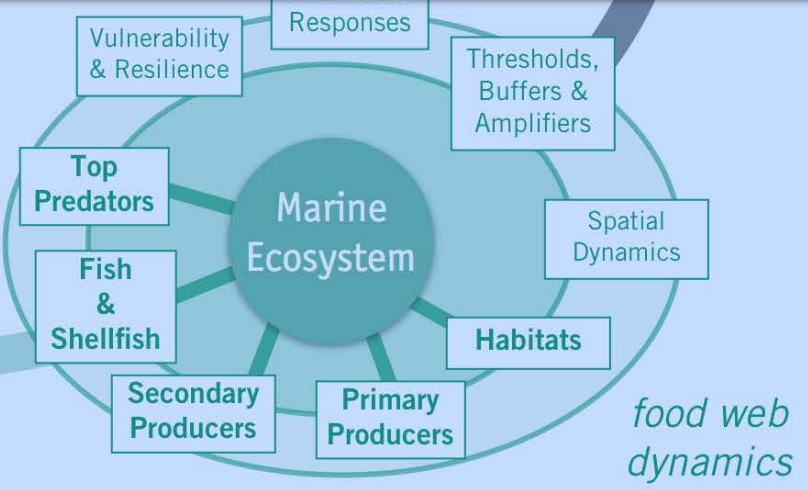 Responses
Vulnerability
& Resilience
Thresholds,
Buffers &
Amplifiers
Top
Predators
Marine
Ecosystem
Spatial
Dynamics
Fish
&
Shellfish
Habitats
Secondary
Producers
Primary
Producers
food web
dynamics